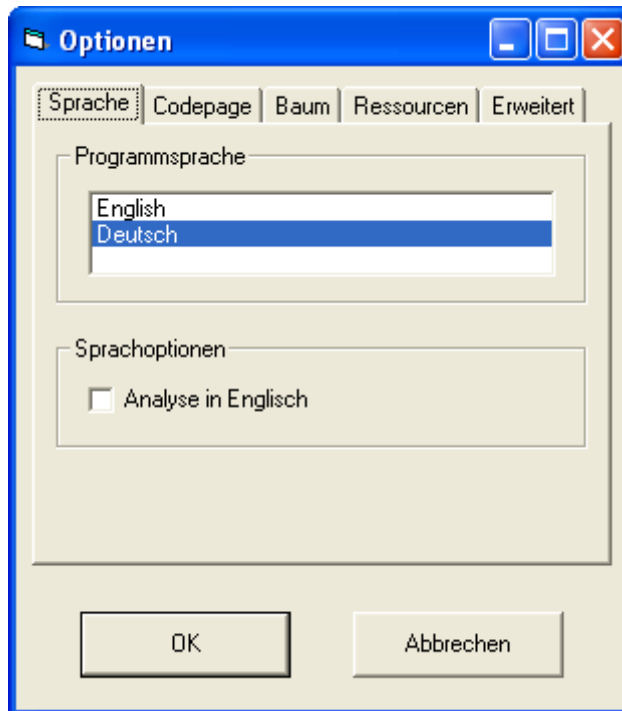 Optionen
Sprache Codepage Baum Ressourcen Erweitert
Programmsprache
English
Deutsch
Sprachoptionen
Analyse in Englisch
OK Abbrechen